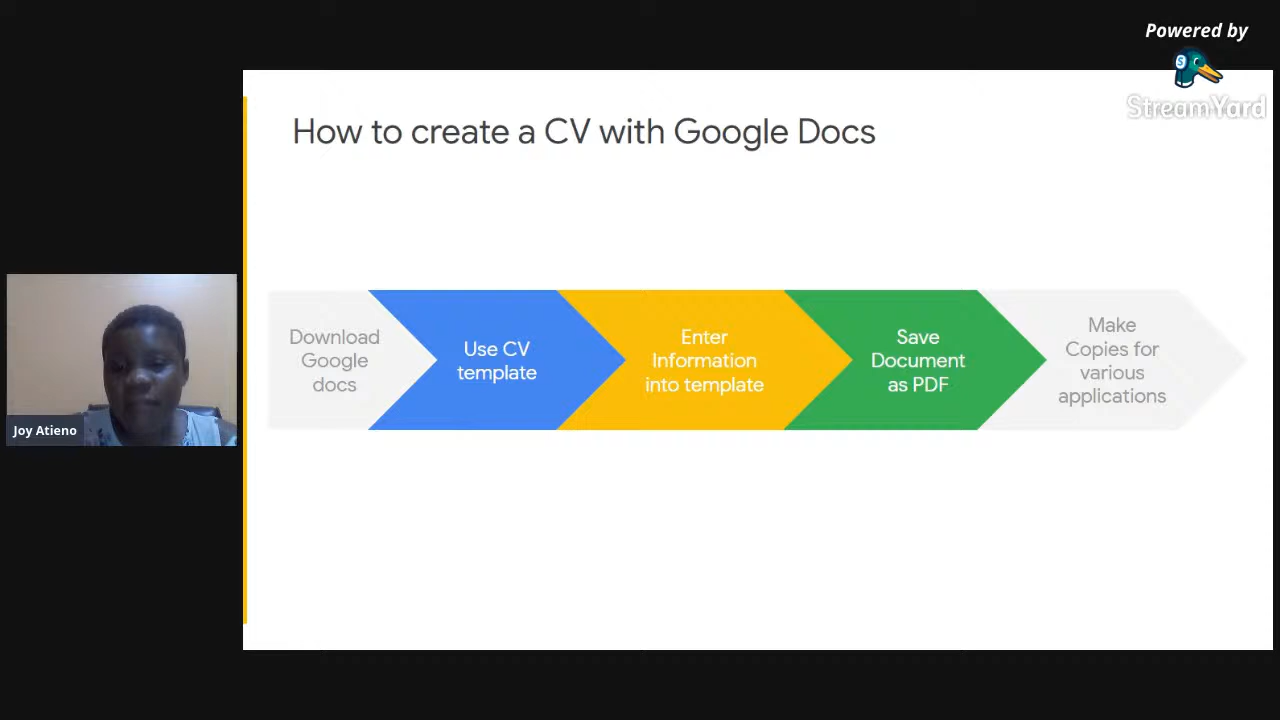 Powered by
StreamYard
How to create a CV with Google Docs
Download
Google
docs
Use CV
template
Enter
Information
into template
Save
Document
as PDF
Make
Copies for
various
applications
Joy Atieno